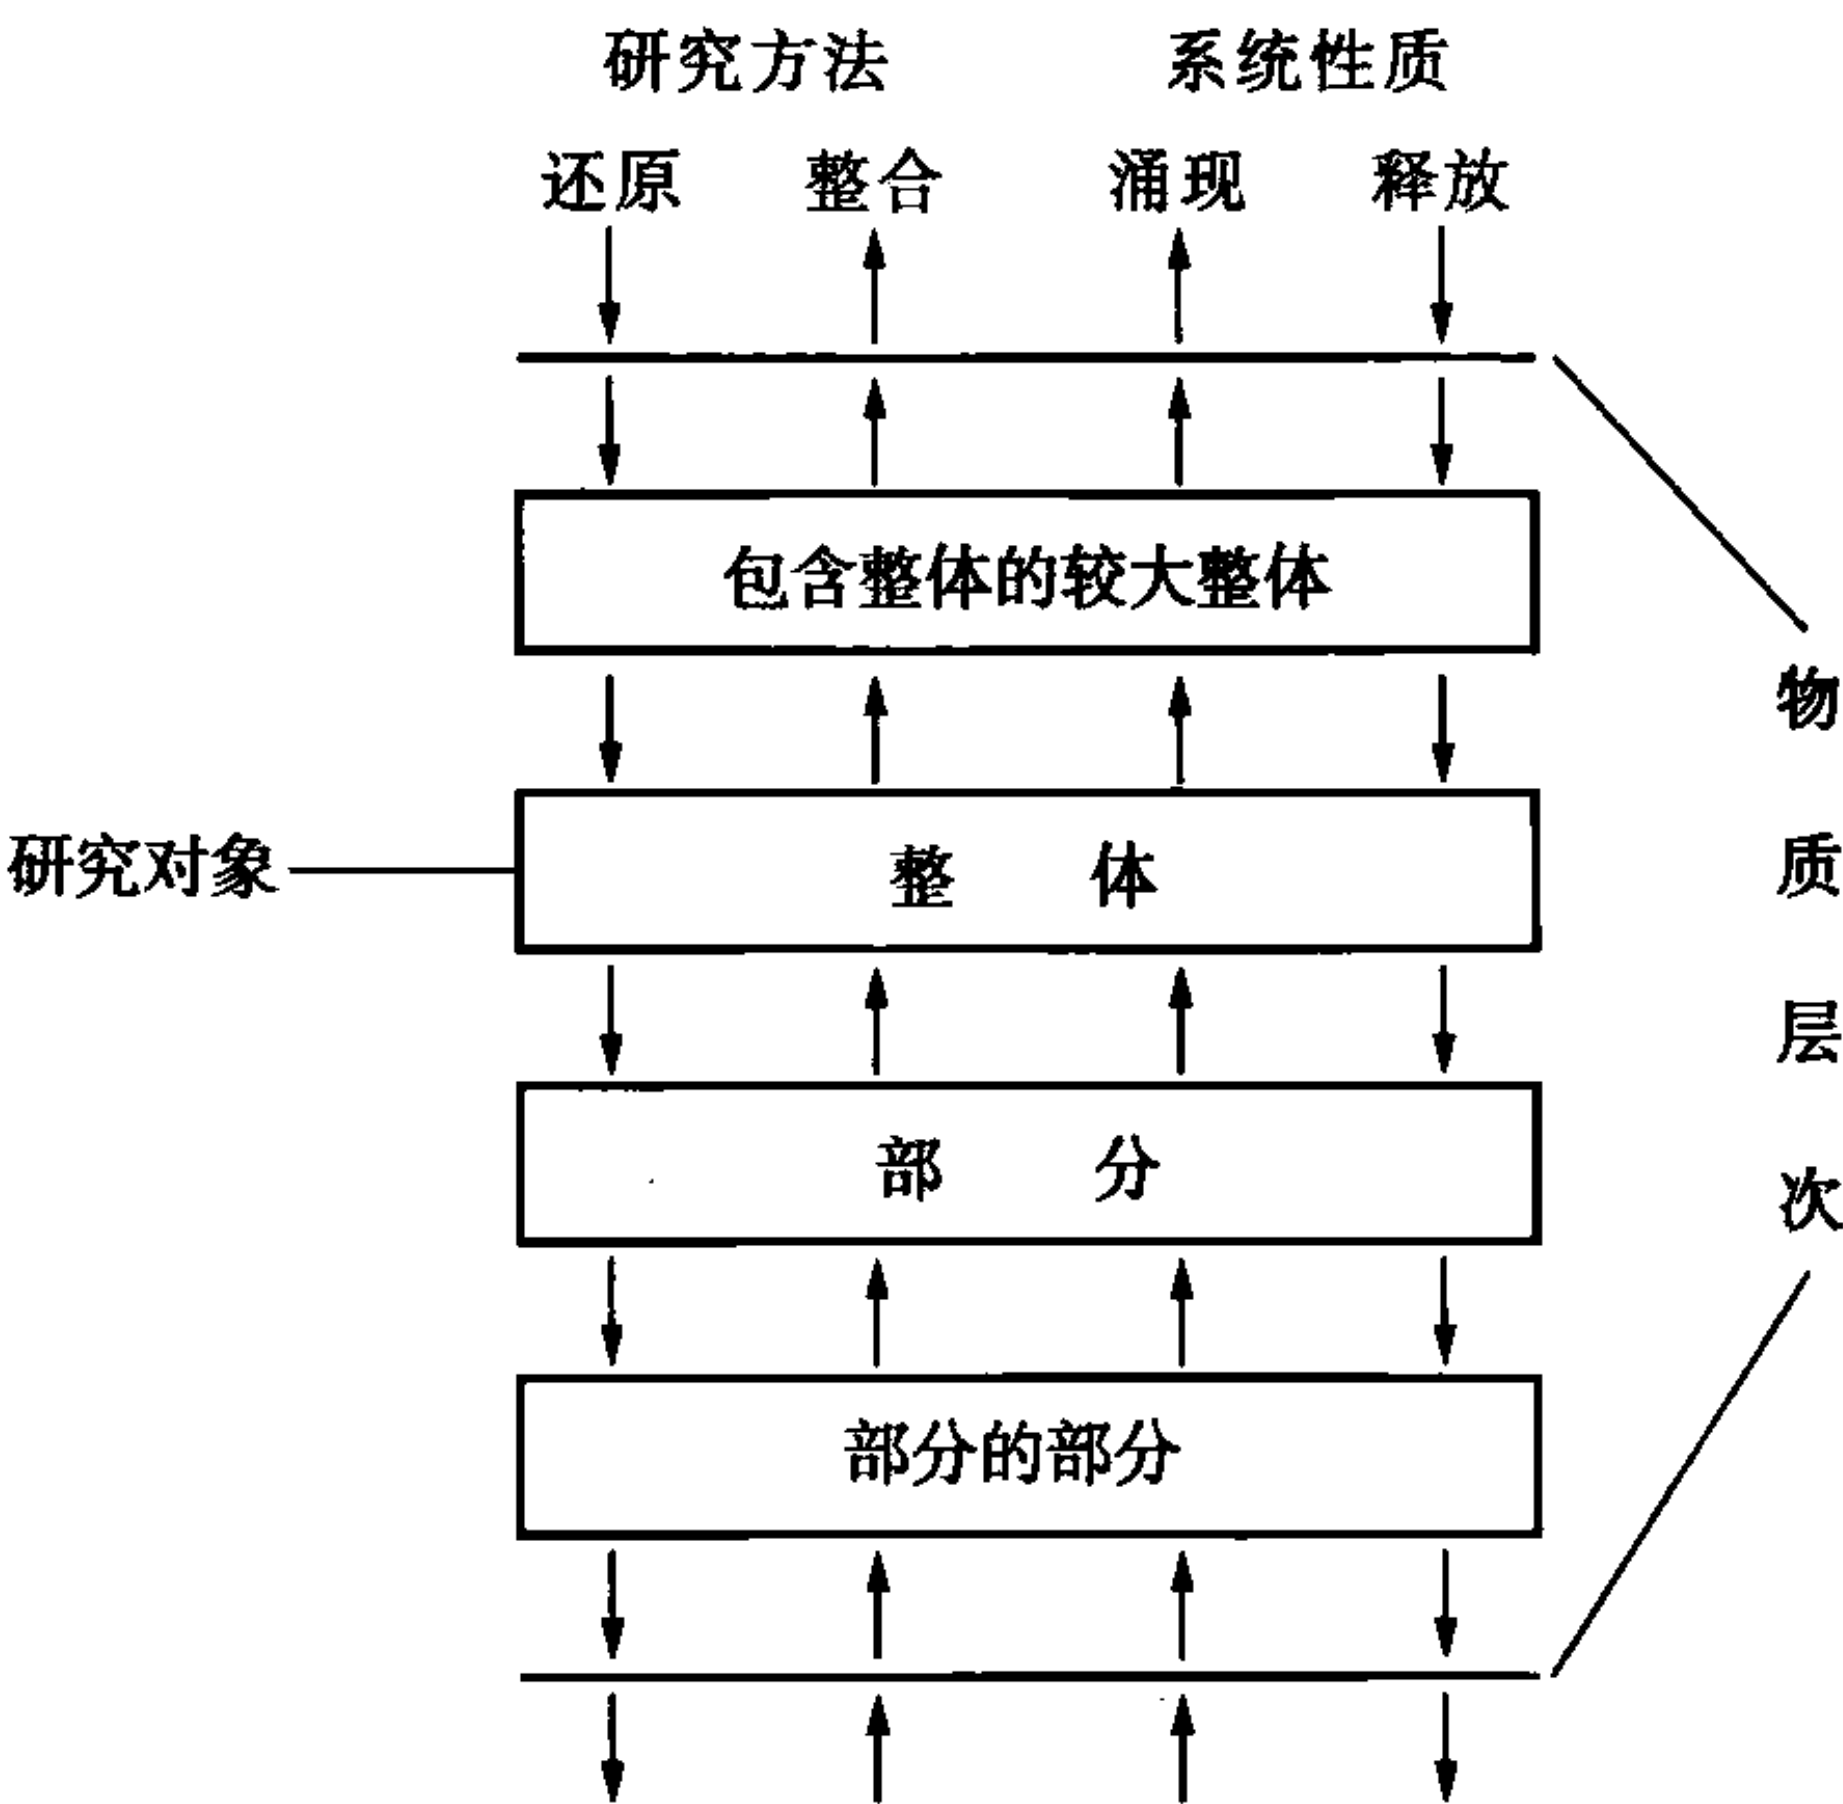 研究方法 系统性质
还原 整合 涌现 释放
包含整体的较大整体
研究对象
整体
部分
部分的部分
物质层次